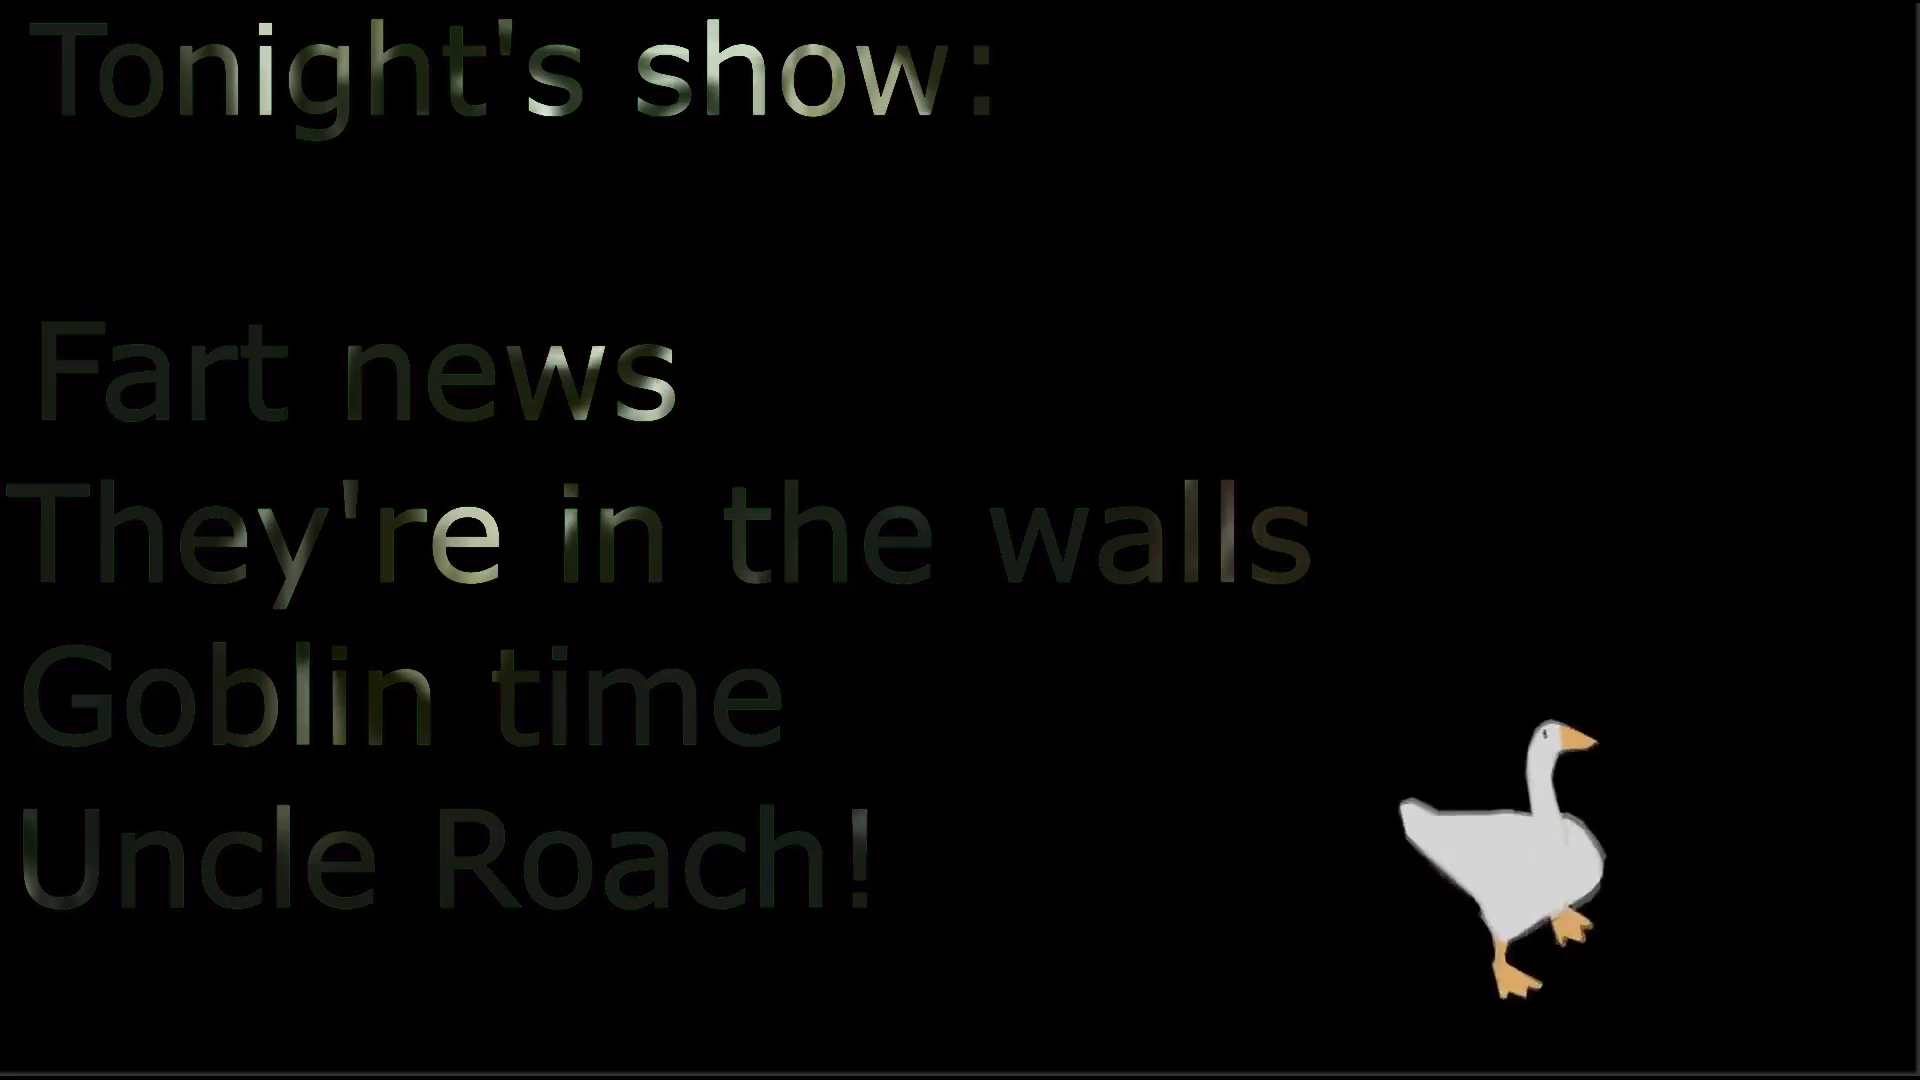 Tonight's show:
Fart news
They're in the walls
Goblin time
Uncle Roach!